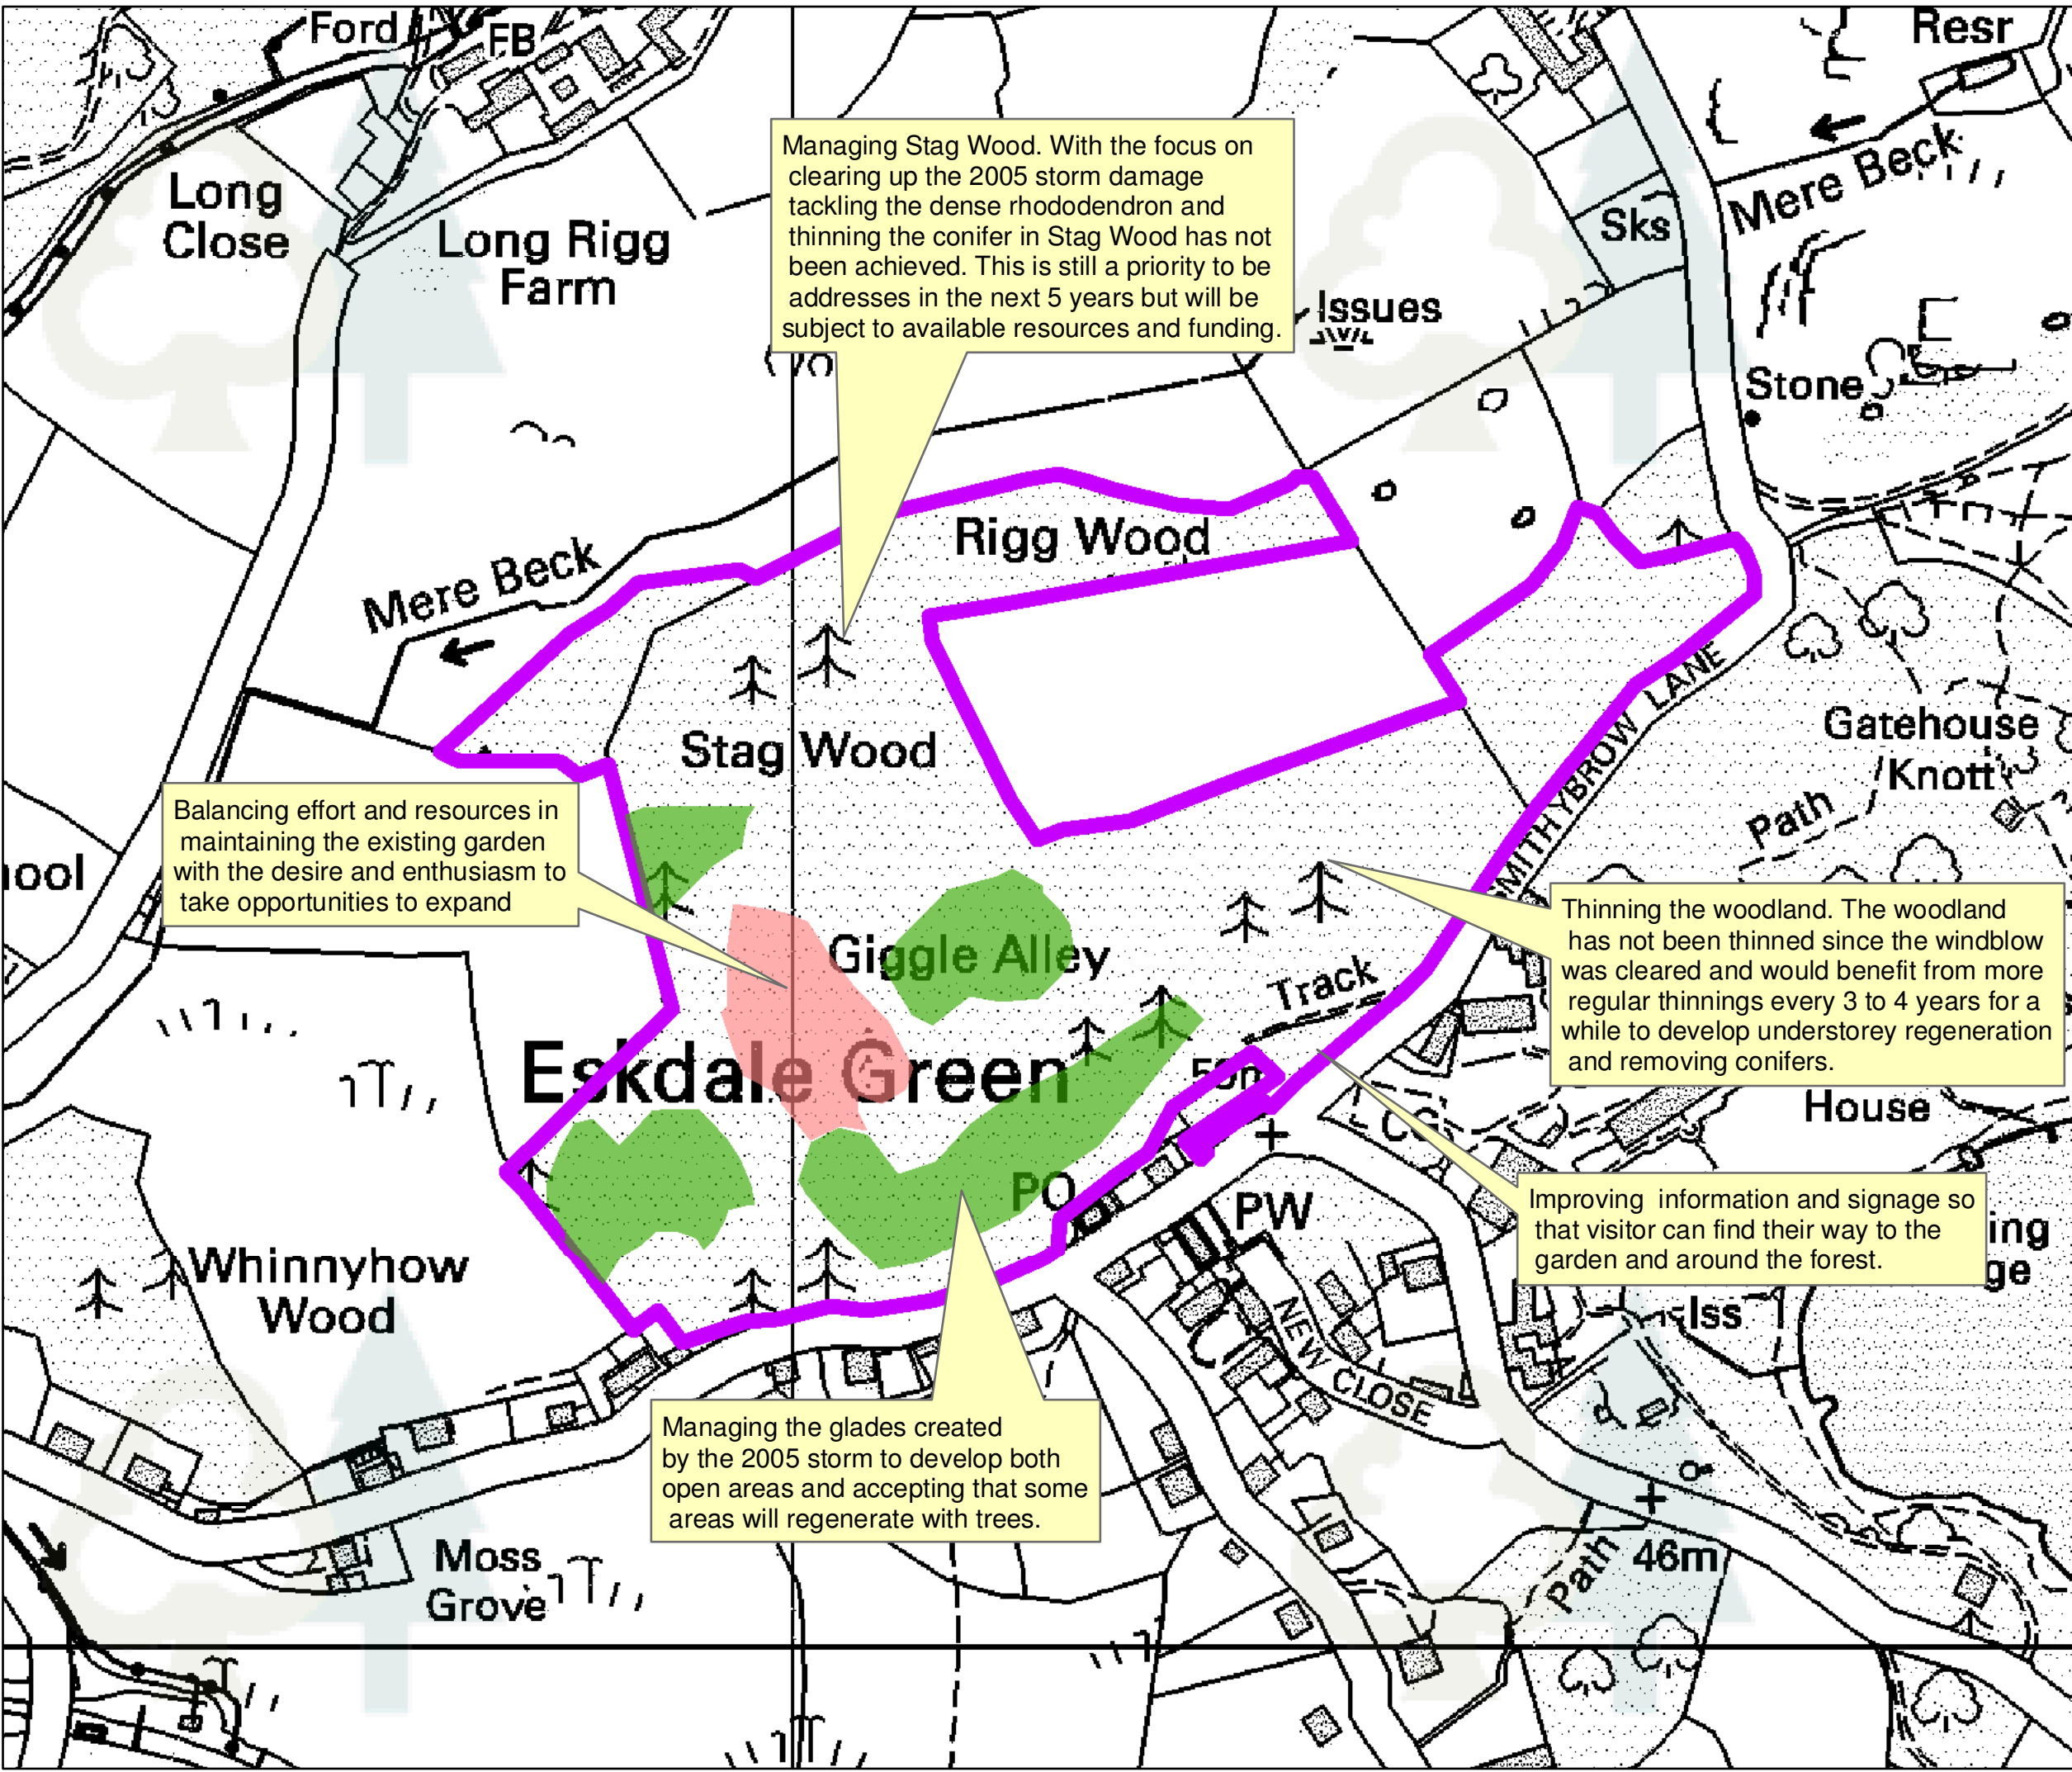 Ford
FB
Resr
Mere Beck
Long
Close
Long Rigg
Farm
Managing Stag Wood. With the focus on
clearing up the 2005 storm damage
tackling the dense rhododendron and
thinning the conifer in Stag Wood has not
been achieved. This is still a priority to be
addresses in the next 5 years but will be
subject to available resources and funding.
Sks
Issues
Stone
Rigg Wood
Mere Beck
Stag Wood
SMITHYBROW LANE
Gatehouse
Knott
Path
Balancing effort and resources in
maintaining the existing garden
with the desire and enthusiasm to
take opportunities to expand
ool
Giggle Alley
Track
Thinning the woodland. The woodland
has not been thinned since the windblow
was cleared and would benefit from more
regular thinnings every 3 to 4 years for a
while to develop understorey regeneration
and removing conifers.
Eskdale Green
House
CG
PO
PW
Improving information and signage so
that visitor can find their way to the
garden and around the forest.
ing
ge
Whinnyhow
Wood
Iss
NEW CLOSE
Managing the glades created
by the 2005 storm to develop both
open areas and accepting that some
areas will regenerate with trees.
Moss
Grove
Path
46m